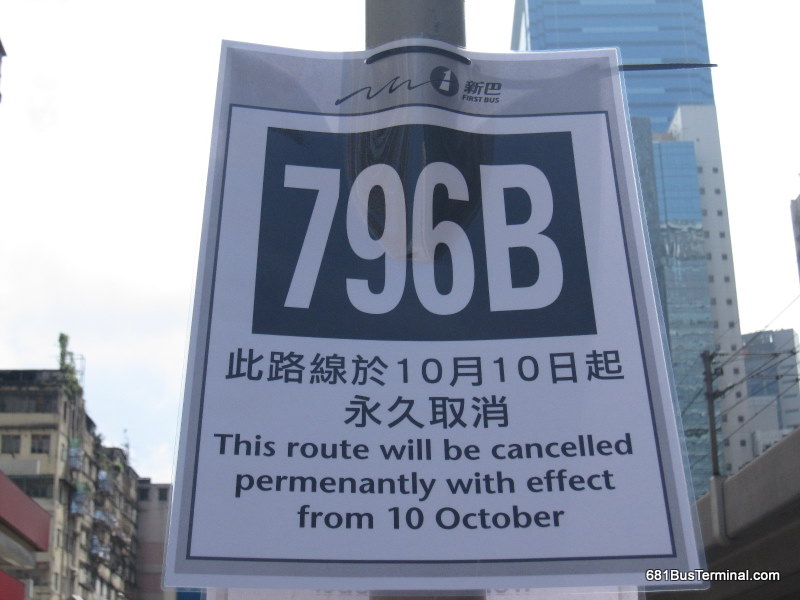 新巴
FIRST BUS
796B
此路線於10月10日起
永久取消
This route will be cancelled
permenantly with effect
from 10 October
681BusTerminal.com